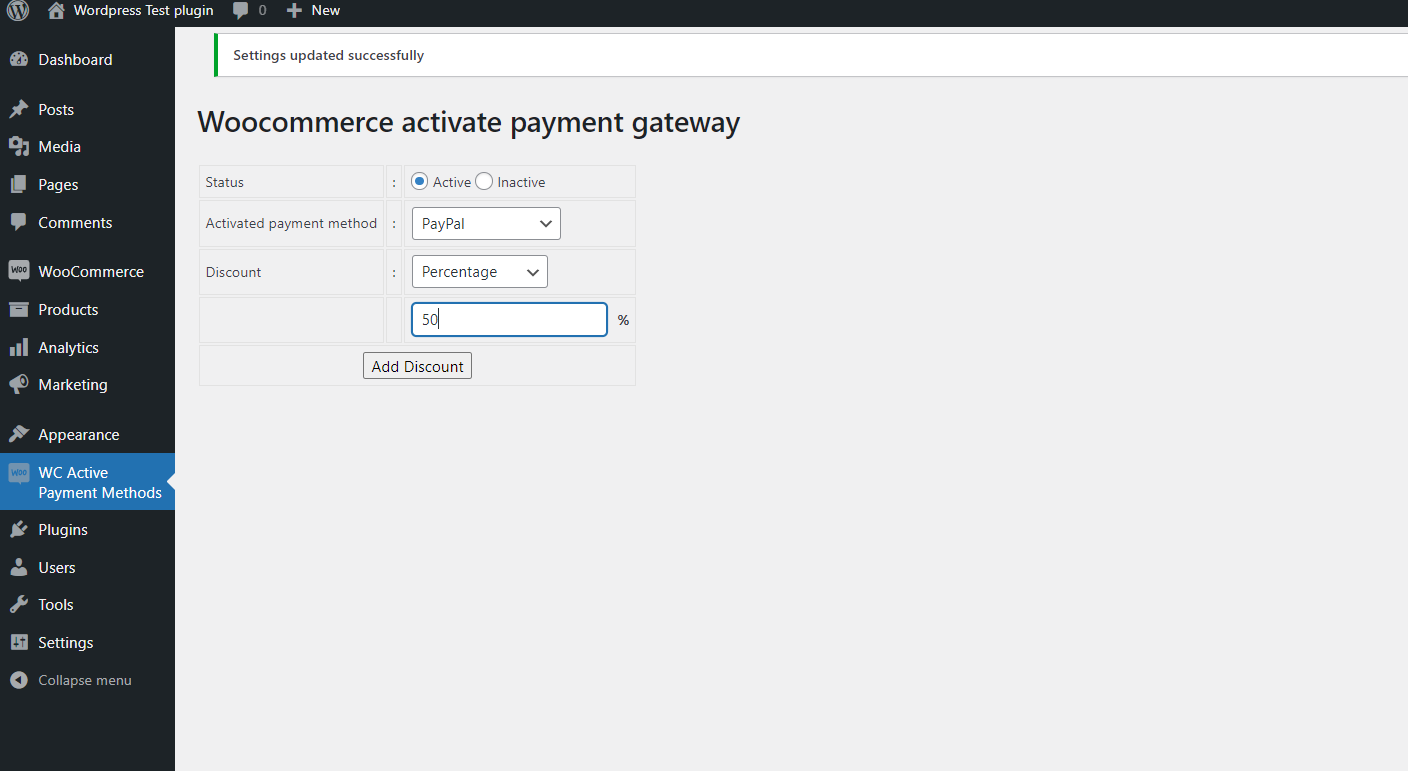 Wordpress Test plugin 0 New
Settings updated successfully
Dashboard
Posts
Media
Pages
Comments
WOO WooCommerce
Products
Analytics
Marketing
Appearance
WOO WC Active
Payment Methods
Plugins
Users
Tools
Settings
Collapse menu
Woocommerce activate payment gateway
Status : Active Inactive
Activated payment method : PayPal
Discount : Percentage
50 %
Add Discount